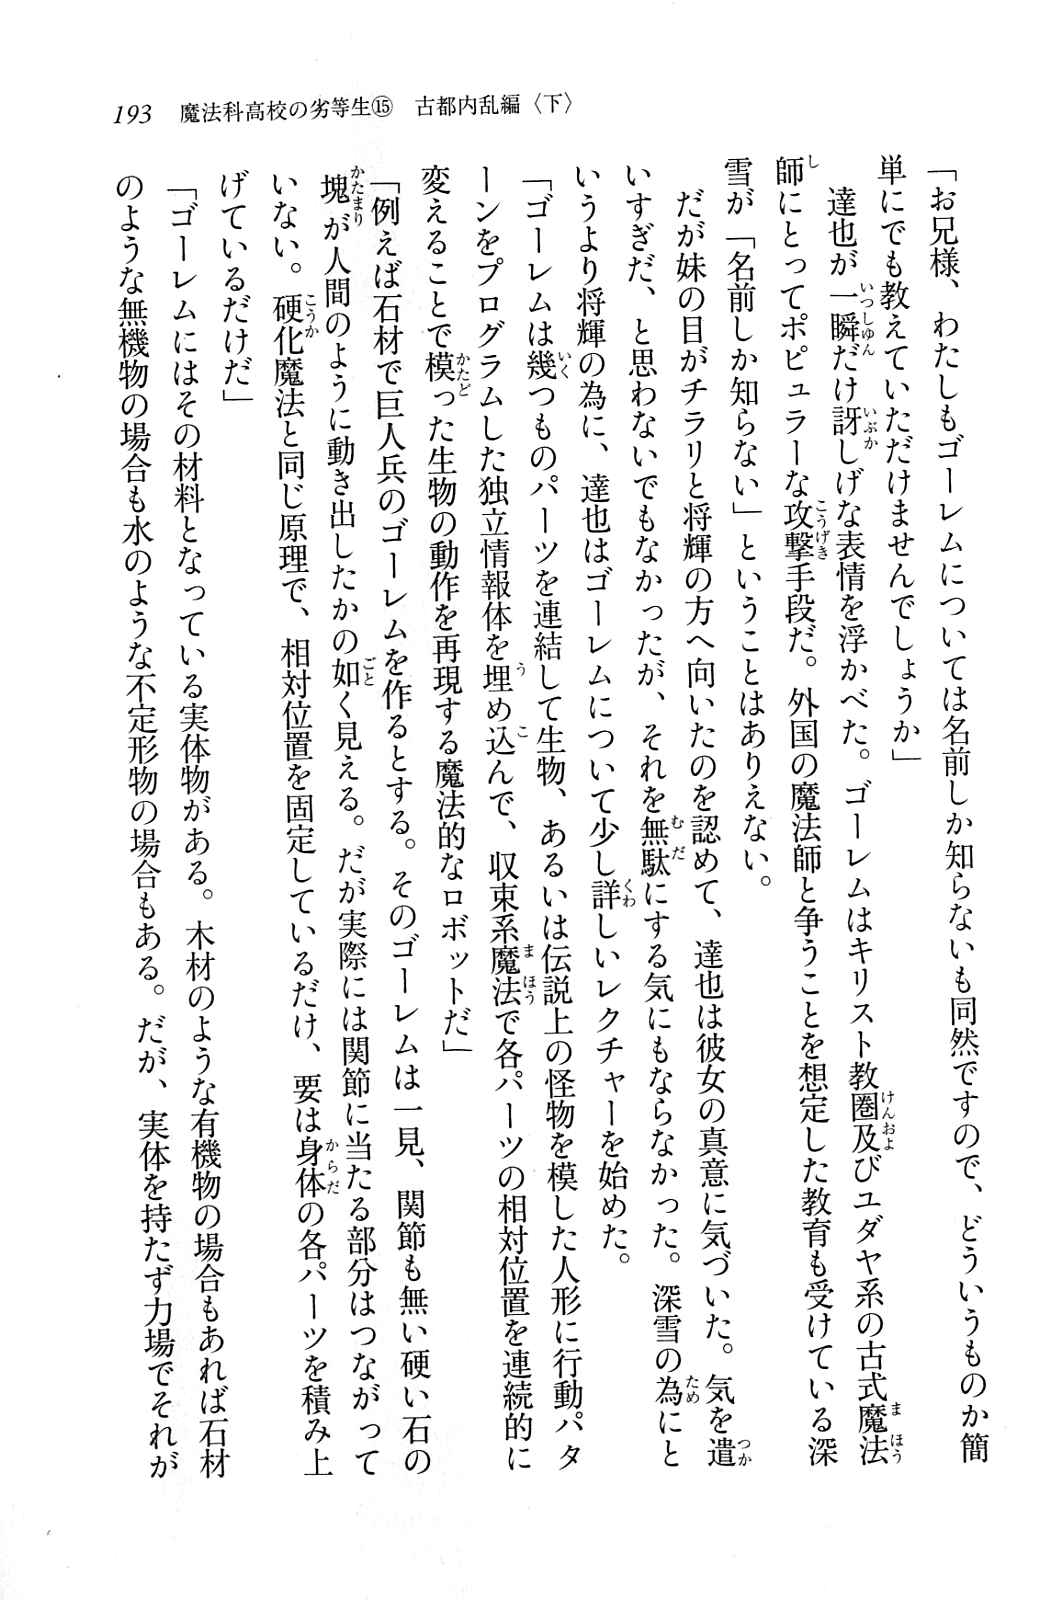 193　魔法科高校の劣等生⑮　古都内乱編〈下〉
「お兄様、わたしもゴーレムについては名前しか知らないも同然ですので、どういうものか簡
単にでも教えていただけませんでしょうか」
　達也が一瞬だけ訝しげな表情を浮かべた。ゴーレムはキリスト教圏及びユダヤ系の古式魔法
師にとってポピュラーな攻撃手段だ。外国の魔法師と争うことを想定した教育も受けている深
雪が「名前しか知らない」ということはありえない。
　だが妹の目がチラリと将輝の方へ向いたのを認めて、達也は彼女の真意に気づいた。気を遣
いすぎだ、と思わないでもなかったが、それを無駄にする気にもならなかった。深雪の為にと
いうより将輝の為に、達也はゴーレムについて少し詳しいレクチャーを始めた。
「ゴーレムは幾つものパーツを連結して生物、あるいは伝説上の怪物を模した人形に行動パタ
ーンをプログラムした独立情報体を埋め込んで、収束系魔法で各パーツの相対位置を連続的に
変えることで模った生物の動作を再現する魔法的なロボットだ」
「例えば石材で巨人兵のゴーレムを作るとする。そのゴーレムは一見、関節も無い硬い石の
塊が人間のように動き出したかの如く見える。だが実際には関節に当たる部分はつながって
いない。硬化魔法と同じ原理で、相対位置を固定しているだけ、要は身体の各パーツを積み上
げているだけだ」
「ゴーレムにはその材料となっている実体物がある。木材のような有機物の場合もあれば石材
のような無機物の場合も水のような不定形物の場合もある。だが、実体を持たず力場でそれが